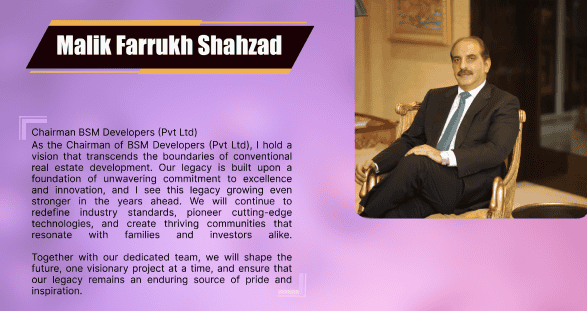 Malik Farrukh Shahzad
Chairman BSM Developers (Pvt Ltd)
As the Chairman of BSM Developers (Pvt Ltd), I hold a
vision that transcends the boundaries of conventional
real estate development. Our legacy is built upon a
foundation of unwavering commitment to excellence
and innovation, and I see this legacy growing even
stronger in the years ahead. We will continue to
redefine industry standards, pioneer cutting-edge
technologies, and create thriving communities that
resonate with families and investors alike.
Together with our dedicated team, we will shape the
future, one visionary project at a time, and ensure that
our legacy remains an enduring source of pride and
inspiration.